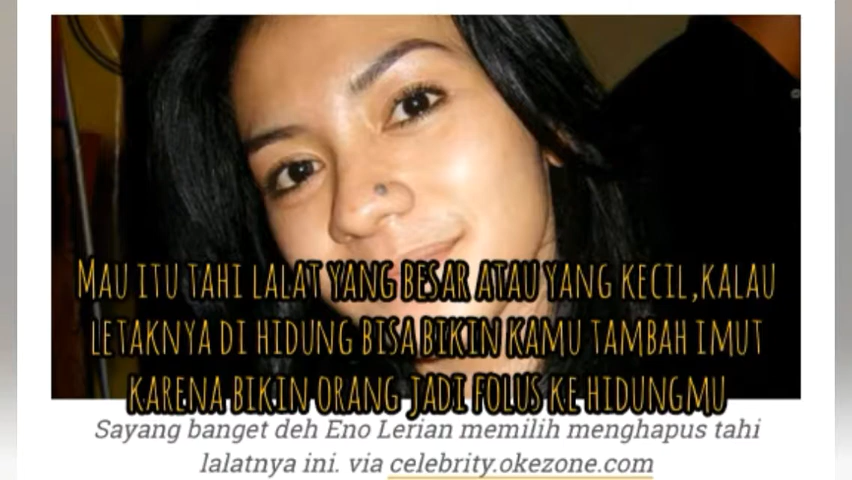 Mau itu tahi lalat yang besar atau yang kecil,kalau
letaknya di hidung bisa bikin kamu tambah imut
karena bikin orang jadi folus ke hidungmu
Sayang banget deh Eno Lerian memilih menghapus tahi
lalatnya ini. via celebrity.okezone.com